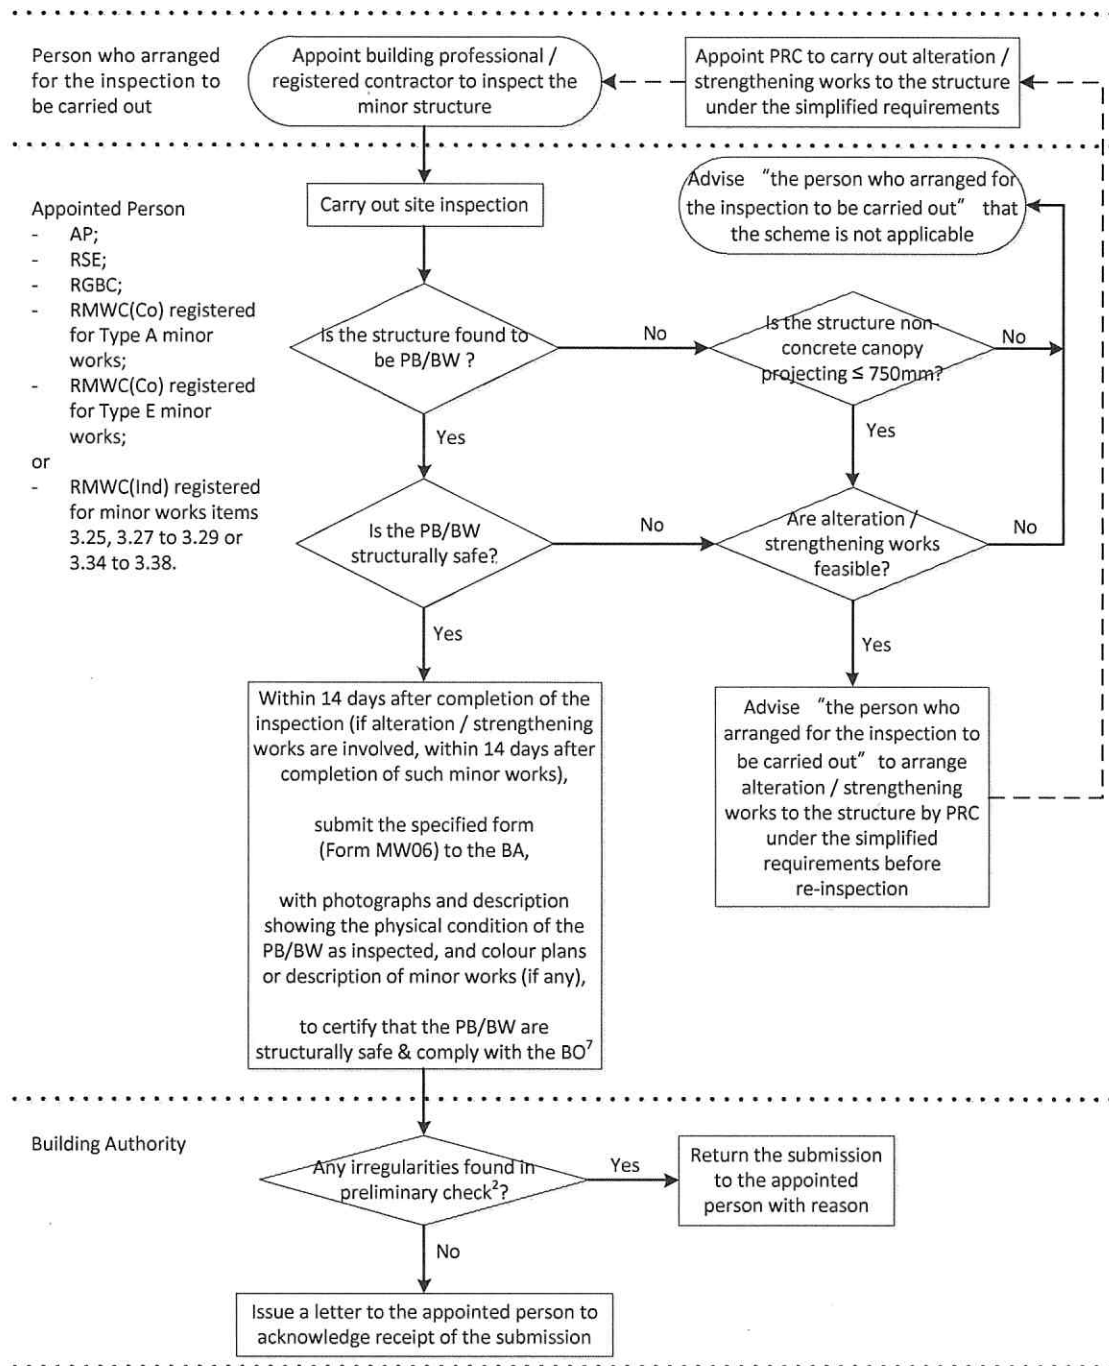 Person who arranged
for the inspection to
be carried out
Appoint building professional /
registered contractor to inspect the
minor structure
Appoint PRC to carry out alteration /
strengthening works to the structure
under the simplified requirements
Appointed Person
- AP;
- RSE;
- RGBC;
- RMWC(Co) registered
for Type A minor
works;
- RMWC(Co) registered
for Type E minor
works;
or
- RMWC(Ind) registered
for minor works items
3.25, 3.27 to 3.29 or
3.34 to 3.38.
Carry out site inspection
Advise “the person who arranged for
the inspection to be carried out” that
the scheme is not applicable
Is the structure found to
be PB/BW ?
No
Is the structure non-
concrete canopy
projecting ≤ 750mm?
No
Yes
Yes
Is the PB/BW
structurally safe?
No
Are alteration /
strengthening works
feasible?
No
Yes
Yes
Within 14 days after completion of the
inspection (if alteration / strengthening
works are involved, within 14 days after
completion of such minor works),
submit the specified form
(Form MW06) to the BA,
with photographs and description
showing the physical condition of the
PB/BW as inspected, and colour plans
or description of minor works (if any),
to certify that the PB/BW are
structurally safe & comply with the BO⁷
Advise “the person who
arranged for the inspection to
be carried out” to arrange
alteration / strengthening
works to the structure by PRC
under the simplified
requirements before
re-inspection
Building Authority
Any irregularities found in
preliminary check²?
Yes
Return the submission
to the appointed
person with reason
No
Issue a letter to the appointed person to
acknowledge receipt of the submission